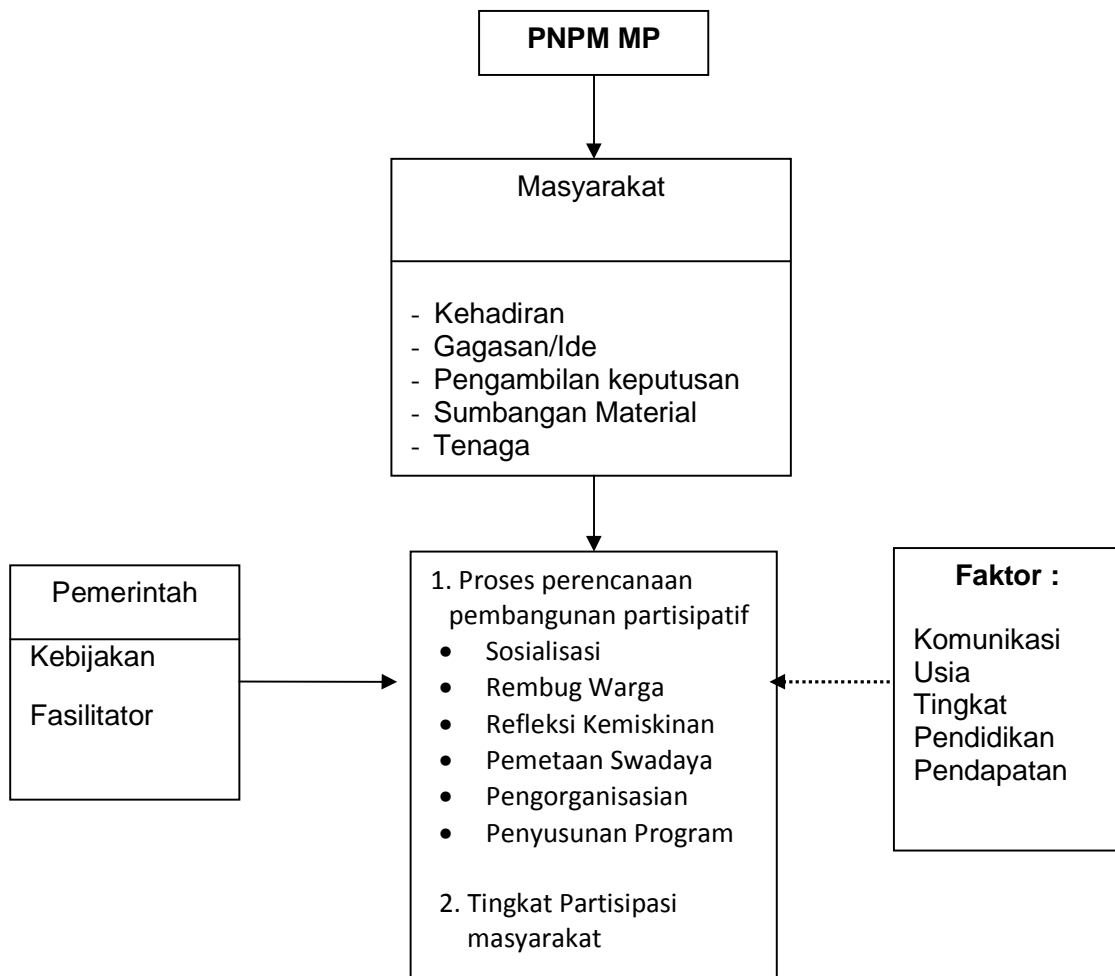 PNPM MP
Masyarakat
- Kehadiran
- Gagasan/Ide
- Pengambilan keputusan
- Sumbangan Material
- Tenaga
Pemerintah
Kebijakan
Fasilitator
1. Proses perencanaan
pembangunan partisipatif
• Sosialisasi
• Rembug Warga
• Refleksi Kemiskinan
• Pemetaan Swadaya
• Pengorganisasian
• Penyusunan Program
2. Tingkat Partisipasi
masyarakat
Faktor :
Komunikasi
Usia
Tingkat
Pendidikan
Pendapatan